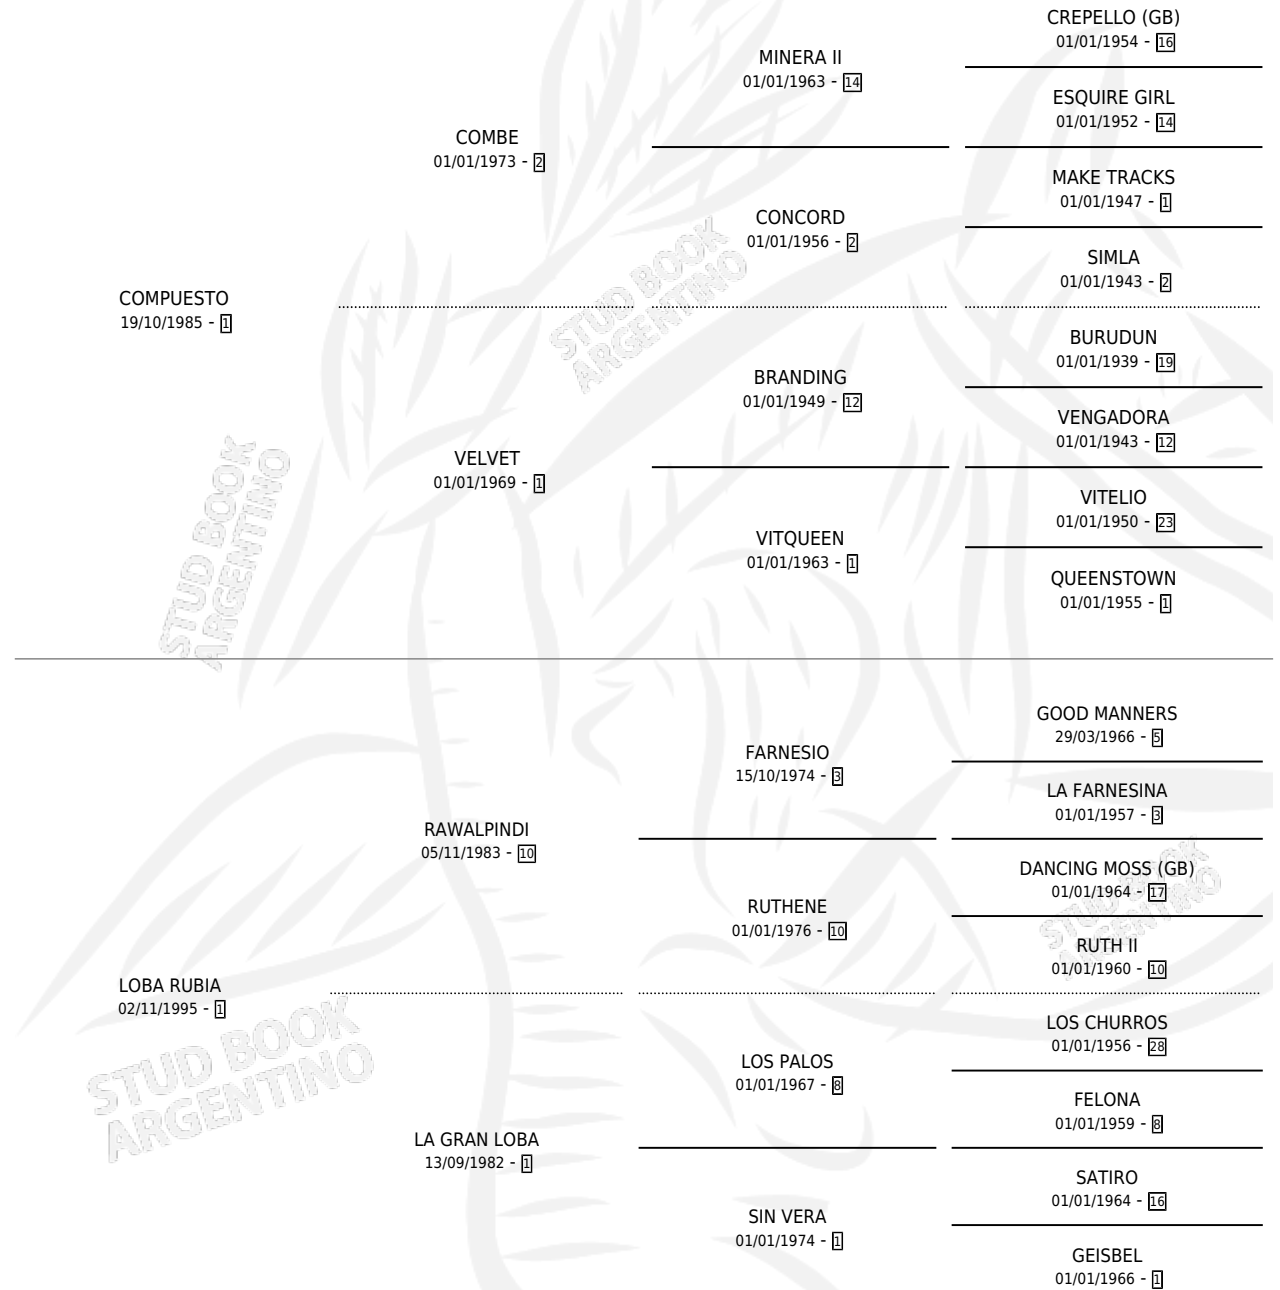 CREPELLO (GB)
01/01/1954 - 16
MINERA II
01/01/1963 - 14
ESQUIRE GIRL
01/01/1952 - 14
COMBE
01/01/1973 - 2
MAKE TRACKS
01/01/1947 - 1
CONCORD
01/01/1956 - 2
SIMLA
01/01/1943 - 2
COMPUESTO
19/10/1985 - 1
STUD BOOK
ARGENTINO
BURUDUN
01/01/1939 - 19
BRANDING
01/01/1949 - 12
VENGADORA
01/01/1943 - 12
VELVET
01/01/1969 - 1
VITELIO
01/01/1950 - 23
VITQUEEN
01/01/1963 - 1
QUEENSTOWN
01/01/1955 - 1
STUD BOOK
ARGENTINO
GOOD MANNERS
29/03/1966 - 5
FARNESIO
15/10/1974 - 3
LA FARNESINA
01/01/1957 - 3
RAWALPINDI
05/11/1983 - 10
DANCING MOSS (GB)
01/01/1964 - 17
RUTHENE
01/01/1976 - 10
STUD BOOK
ARGENTINO
RUTH II
01/01/1960 - 10
LOBA RUBIA
02/11/1995 - 1
LOS CHURROS
01/01/1956 - 28
STUD BOOK
ARGENTINO
LOS PALOS
01/01/1967 - 8
FELONA
01/01/1959 - 8
LA GRAN LOBA
13/09/1982 - 1
SATIRO
01/01/1964 - 16
SIN VERA
01/01/1974 - 1
GEISBEL
01/01/1966 - 1